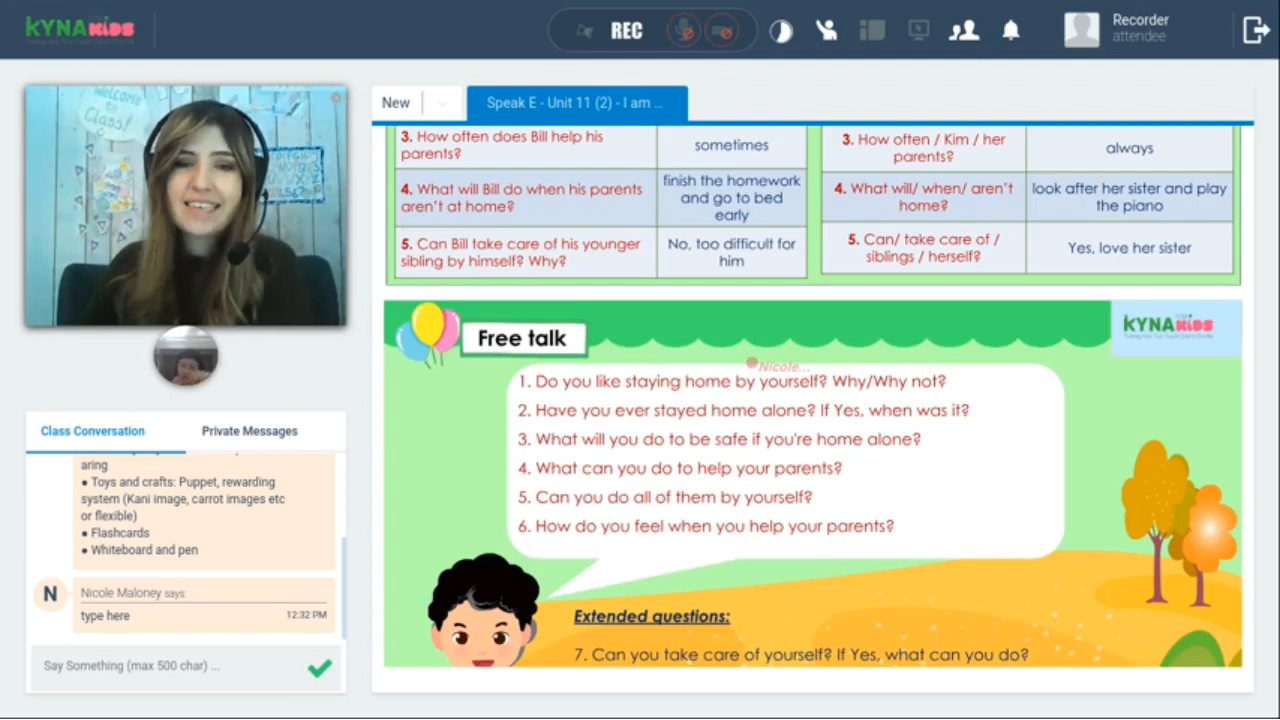 KYNA KIDS
REC
Recorder
attendee
Welcome
to
Class!
New
Speak E - Unit 11 (2) - I am ...
3. How often does Bill help his
parents?
sometimes
4. What will Bill do when his parents
aren't at home?
finish the homework
and go to bed
early
5. Can Bill take care of his younger
sibling by himself? Why?
No, too difficult for
him
3. How often / Kim / her
parents?
always
4. What will/ when/ aren't
home?
look after her sister and play
the piano
5. Can/ take care of /
siblings / herself?
Yes, love her sister
Free talk
KYNA KIDS
Nicole...
1. Do you like staying home by yourself? Why/Why not?
2. Have you ever stayed home alone? If Yes, when was it?
3. What will you do to be safe if you're home alone?
4. What can you do to help your parents?
5. Can you do all of them by yourself?
6. How do you feel when you help your parents?
Extended questions:
7. Can you take care of yourself? If Yes, what can you do?
Class Conversation
Private Messages
aring
● Toys and crafts: Puppet, rewarding
system (Kani image, carrot images etc
or flexible)
● Flashcards
● Whiteboard and pen
N
Nicole Maloney says:
type here
12:32 PM
Say Something (max 500 char) ...